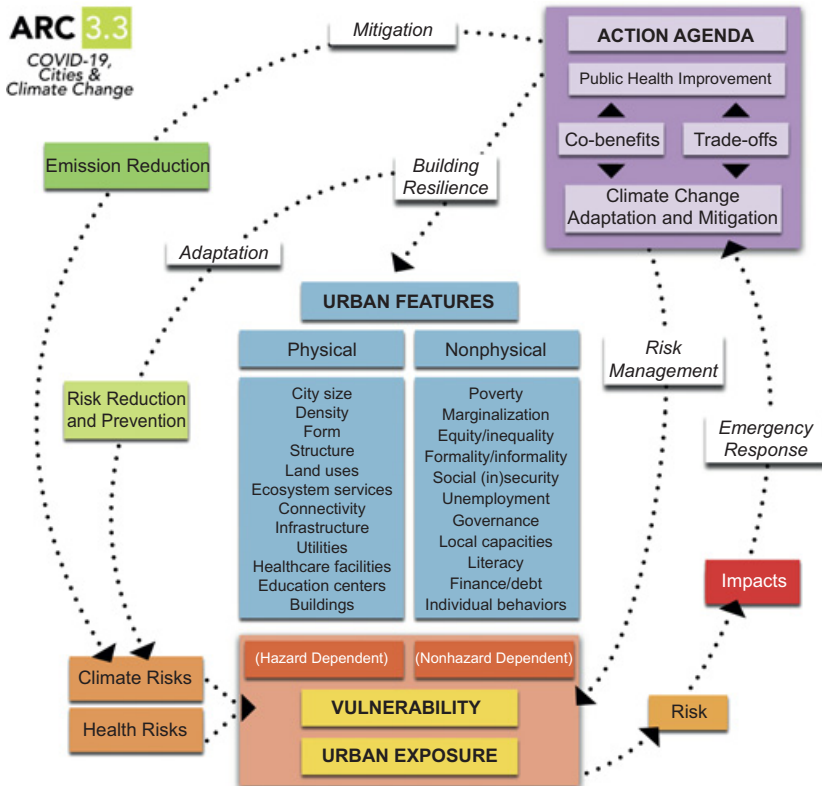 ARC 3.3
COVID-19,
Cities &
Climate Change
Mitigation
ACTION AGENDA
Public Health Improvement
Co-benefits
Trade-offs
Climate Change
Adaptation and Mitigation
Emission Reduction
Building
Resilience
Adaptation
URBAN FEATURES
Physical
Nonphysical
City size
Density
Form
Structure
Land uses
Ecosystem services
Connectivity
Infrastructure
Utilities
Healthcare facilities
Education centers
Buildings
Poverty
Marginalization
Equity/inequality
Formality/informality
Social (in)security
Unemployment
Governance
Local capacities
Literacy
Finance/debt
Individual behaviors
Risk
Management
Risk Reduction
and Prevention
Emergency
Response
Impacts
(Hazard Dependent)
(Nonhazard Dependent)
Climate Risks
Health Risks
VULNERABILITY
URBAN EXPOSURE
Risk